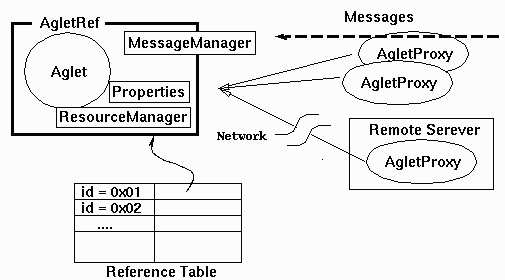 AgletRef
Messages
MessageManager
Aglet
AgletProxy
AgletProxy
Properties
ResourceManager
Network
Remote Serever
AgletProxy
id = 0x01
id = 0x02
....
Reference Table